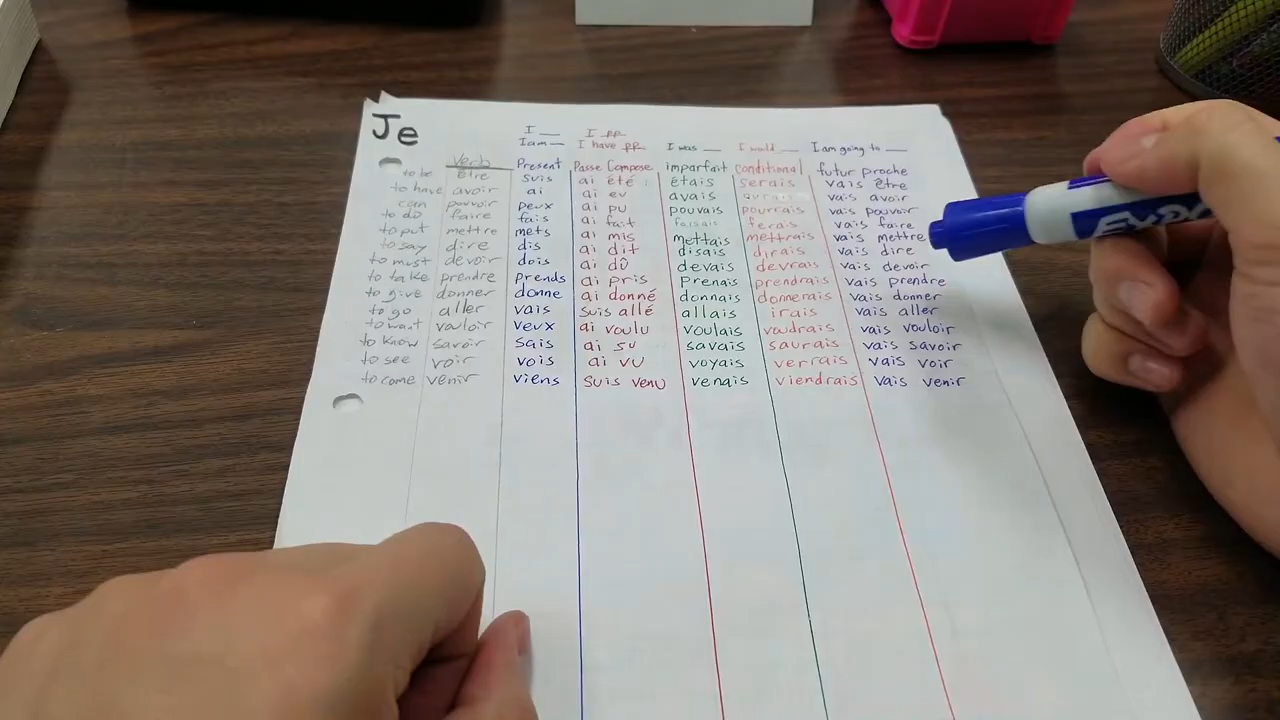 Je
I __ I pp
I am __ I have pp I was __ I would __ I am going to __
Verb Present Passe Compose imparfait conditional futur proche
to be être suis ai été étais serais vais être
to have avoir ai ai eu avais aurais vais avoir
can pouvoir peux ai pu pouvais pourrais vais pouvoir
to do faire fais ai fait faisais ferais vais faire
to put mettre mets ai mis mettais mettrais vais mettre
to say dire dis ai dit disais dirais vais dire
to must devoir dois ai dû devais devrais vais devoir
to take prendre prends ai pris prenais prendrais vais prendre
to give donner donne ai donné donnais donnerais vais donner
to go aller vais suis allé allais irais vais aller
to want vouloir veux ai voulu voulais voudrais vais vouloir
to know savoir sais ai su savais saurais vais savoir
to see voir vois ai vu voyais verrais vais voir
to come venir viens suis venu venais viendrais vais venir
EXPO